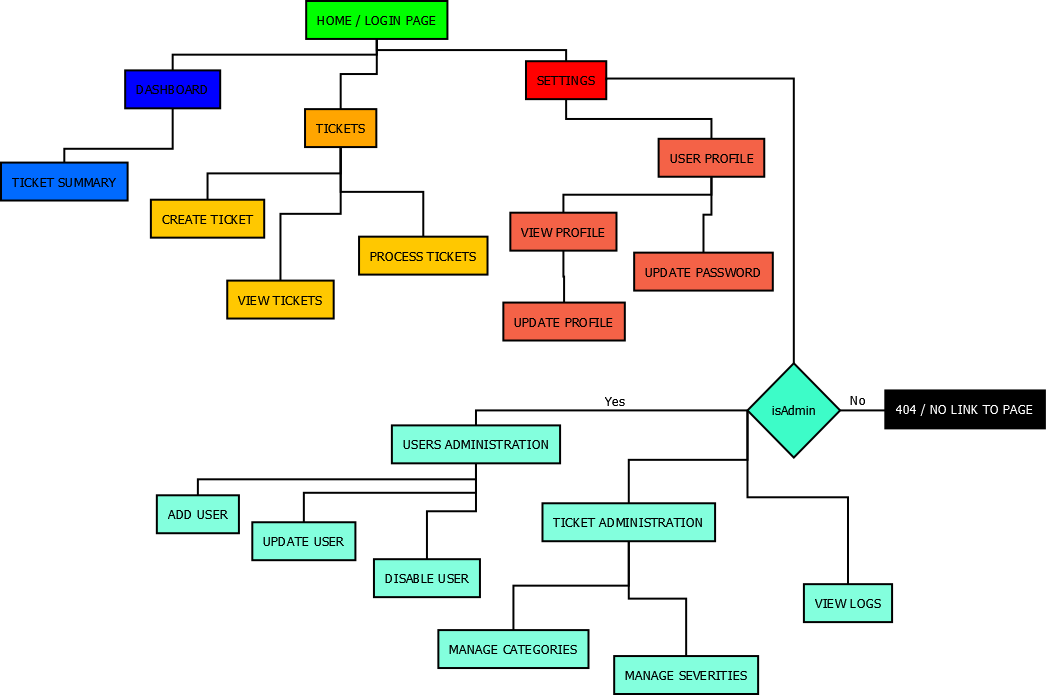 HOME / LOGIN PAGE
DASHBOARD
SETTINGS
TICKETS
USER PROFILE
TICKET SUMMARY
CREATE TICKET
VIEW PROFILE
PROCESS TICKETS
UPDATE PASSWORD
VIEW TICKETS
UPDATE PROFILE
Yes
isAdmin
No
404 / NO LINK TO PAGE
USERS ADMINISTRATION
ADD USER
TICKET ADMINISTRATION
UPDATE USER
DISABLE USER
VIEW LOGS
MANAGE CATEGORIES
MANAGE SEVERITIES